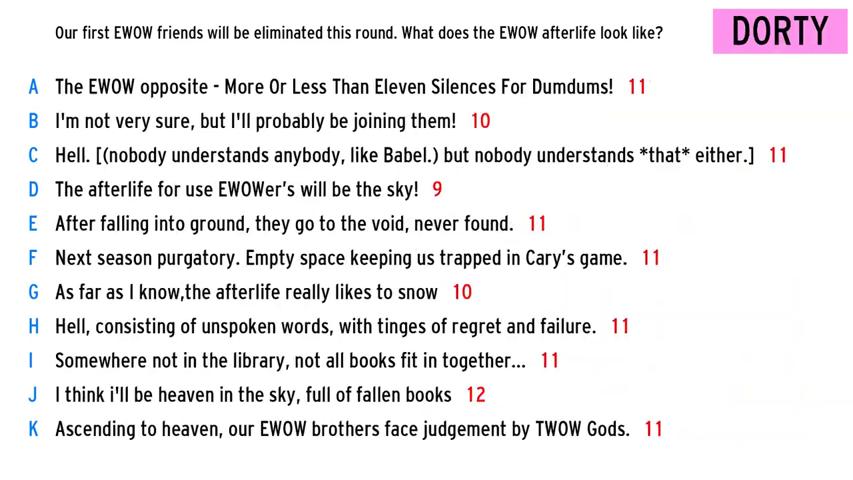 Our first EWOW friends will be eliminated this round. What does the EWOW afterlife look like?
DORTY
A The EWOW opposite - More Or Less Than Eleven Silences For Dumdums! 11
B I'm not very sure, but I'll probably be joining them! 10
C Hell. [(nobody understands anybody, like Babel.) but nobody understands *that* either.] 11
D The afterlife for use EWOWer's will be the sky! 9
E After falling into ground, they go to the void, never found. 11
F Next season purgatory. Empty space keeping us trapped in Cary's game. 11
G As far as I know,the afterlife really likes to snow 10
H Hell, consisting of unspoken words, with tinges of regret and failure. 11
I Somewhere not in the library, not all books fit in together... 11
J I think i'll be heaven in the sky, full of fallen books 12
K Ascending to heaven, our EWOW brothers face judgement by TWOW Gods. 11